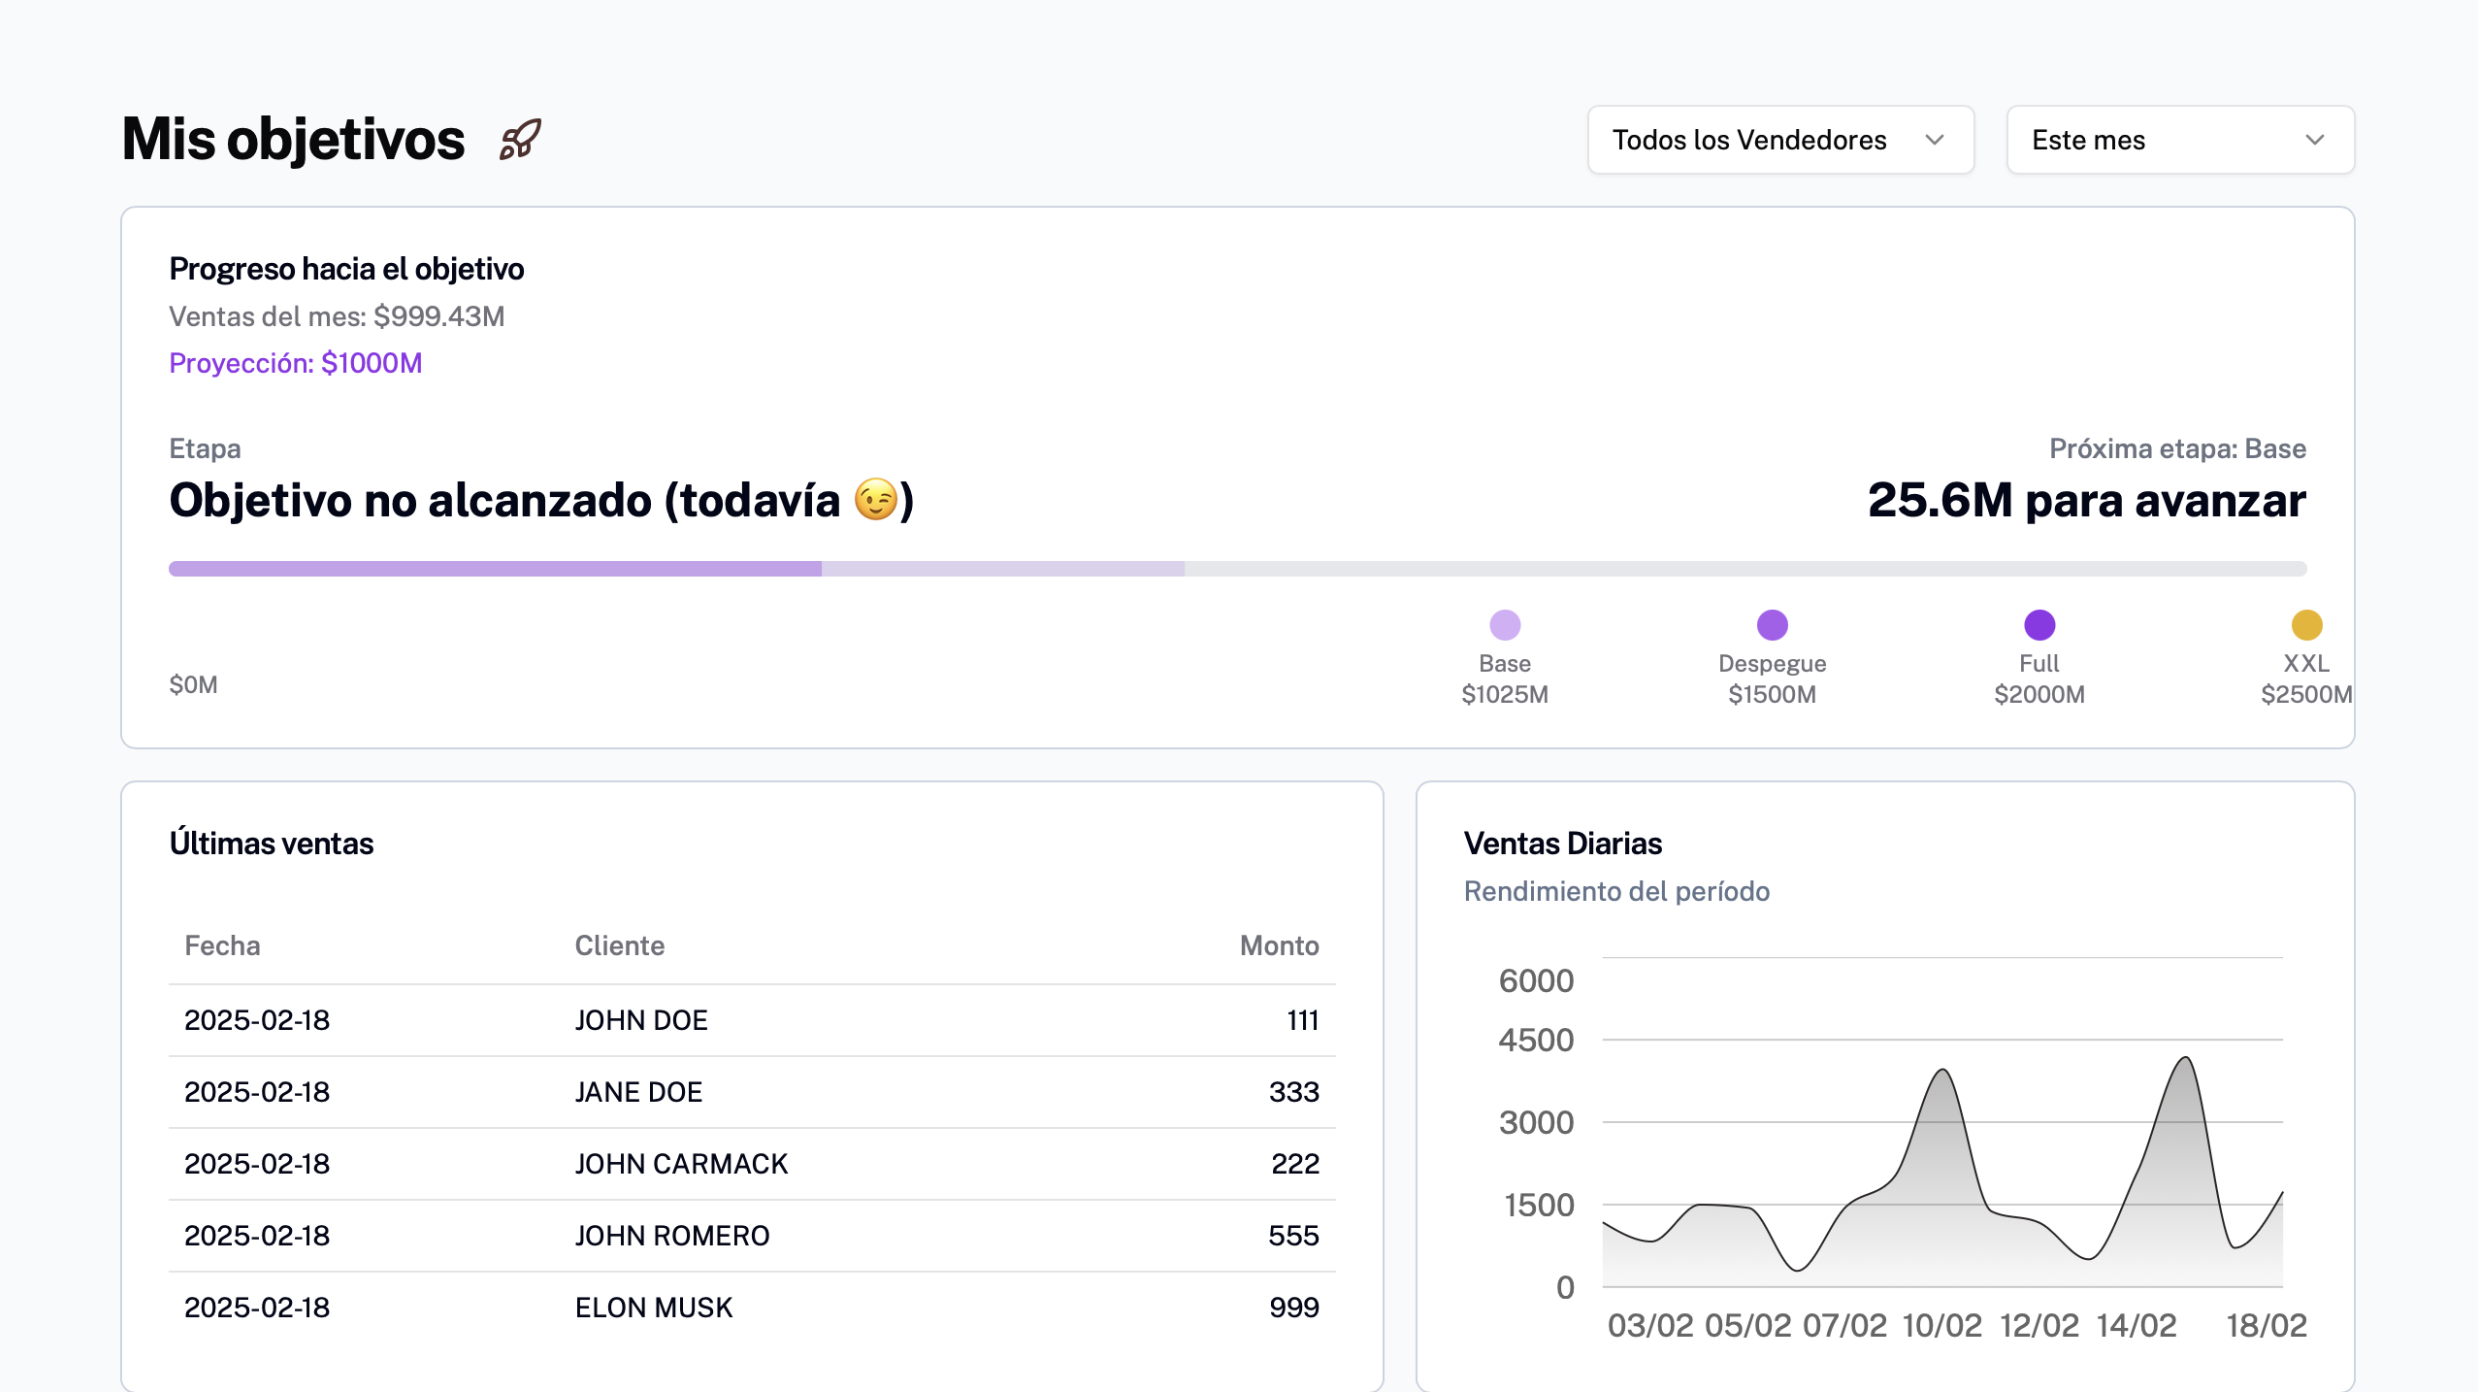 Mis objetivos
Todos los Vendedores
Este mes
Progreso hacia el objetivo
Ventas del mes: $999.43M
Proyección: $1000M
Etapa
Próxima etapa: Base
Objetivo no alcanzado (todavía 😉)
25.6M para avanzar
$0M
Base
$1025M
Despegue
$1500M
Full
$2000M
XXL
$2500M
Últimas ventas
Fecha Cliente Monto
2025-02-18 JOHN DOE 111
2025-02-18 JANE DOE 333
2025-02-18 JOHN CARMACK 222
2025-02-18 JOHN ROMERO 555
2025-02-18 ELON MUSK 999
Ventas Diarias
Rendimiento del período
6000
4500
3000
1500
0
03/02 05/02 07/02 10/02 12/02 14/02 18/02